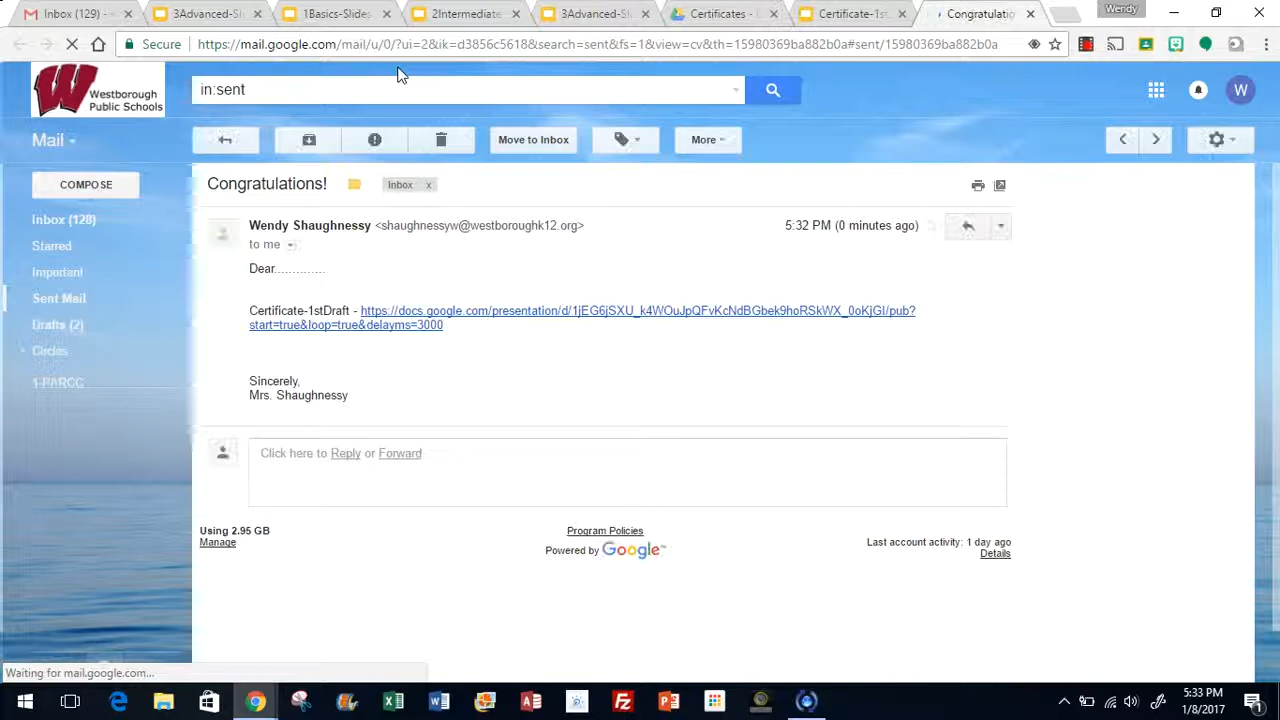 Inbox (129) -
3Advanced-Sl
1Basics-Slides
2Intermediate
3Advanced-Sl
Certificates -
Certificate-1st
Congratulati
Wendy
Secure
https://mail.google.com/mail/u/0/?ui=2&ik=d3856c5618&search=sent&fs=1&view=cv&th=15980369ba882b0a#sent/15980369ba882b0a
Westborough
Public Schools
in:sent
W
Mail
Move to Inbox
More
COMPOSE
Congratulations!
Inbox x
Inbox (128)
Starred
Important
Sent Mail
Drafts (2)
Circles
1-PARCC
Wendy Shaughnessy <shaughnessyw@westboroughk12.org>
5:32 PM (0 minutes ago)
to me
Dear..............
Certificate-1stDraft - https://docs.google.com/presentation/d/1jEG6jSXU_k4WOuJpQFvKcNdBGbek9hoRSkWX_0oKjGI/pub?
start=true&loop=true&delayms=3000
Sincerely,
Mrs. Shaughnessy
Click here to Reply or Forward
Using 2.95 GB
Manage
Program Policies
Powered by Google™
Last account activity: 1 day ago
Details
Waiting for mail.google.com...
5:33 PM
1/8/2017